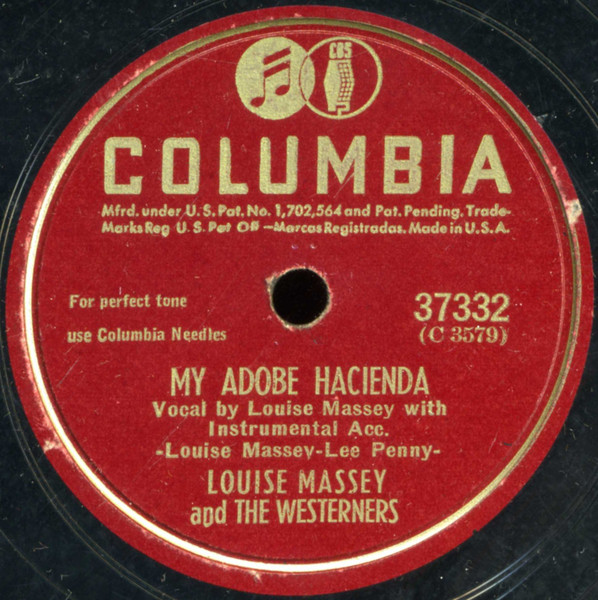 CBS
COLUMBIA
Mfrd. under U.S. Pat. No. 1,702,564 and Pat. Pending. Trade-
Marks Reg U.S. Pat Off —Marcas Registradas. Made in U.S.A.
For perfect tone
use Columbia Needles
37332
(C 3579)
MY ADOBE HACIENDA
Vocal by Louise Massey with
Instrumental Acc.
-Louise Massey-Lee Penny-
LOUISE MASSEY
and THE WESTERNERS